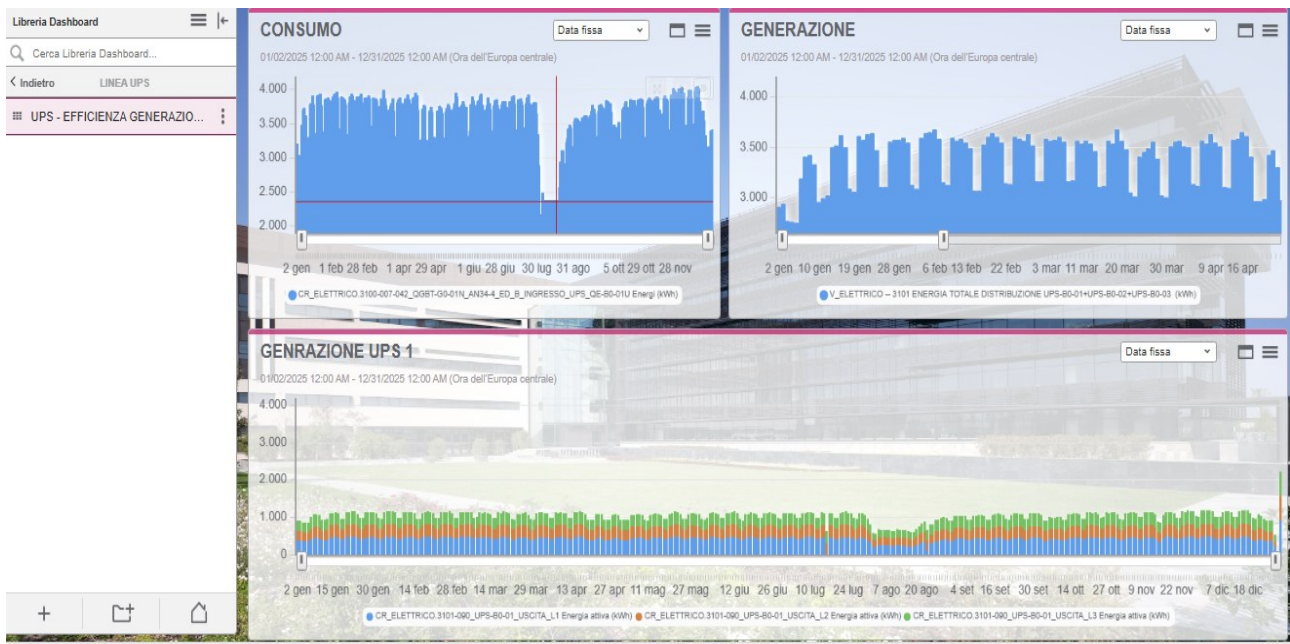 Libreria Dashboard
Cerca Libreria Dashboard...
Indietro LINEA UPS
UPS - EFFICIENZA GENERAZIO...
CONSUMO
Data fissa
01/02/2025 12:00 AM - 12/31/2025 12:00 AM (Ora dell'Europa centrale)
4.000
3.500
3.000
2.500
2.000
2 gen 1 feb 28 feb 1 apr 29 apr 1 giu 28 giu 30 lug 31 ago 5 ott 29 ott 28 nov
CR_ELETTRICO.3100-007-042_QGBT-G0-01N_AN34-4_ED_B_INGRESSO_UPS_QE-B0-01U Energi (kWh)
GENERAZIONE
Data fissa
01/02/2025 12:00 AM - 12/31/2025 12:00 AM (Ora dell'Europa centrale)
4.000
3.500
3.000
2 gen 10 gen 19 gen 28 gen 6 feb 13 feb 22 feb 3 mar 11 mar 20 mar 30 mar 9 apr 16 apr
V_ELETTRICO – 3101 ENERGIA TOTALE DISTRIBUZIONE UPS-B0-01+UPS-B0-02+UPS-B0-03 (kWh)
GENRAZIONE UPS 1
Data fissa
01/02/2025 12:00 AM - 12/31/2025 12:00 AM (Ora dell'Europa centrale)
4.000
3.000
2.000
1.000
0
2 gen 15 gen 30 gen 14 feb 28 feb 14 mar 29 mar 13 apr 27 apr 11 mag 27 mag 12 giu 26 giu 10 lug 24 lug 7 ago 20 ago 4 set 16 set 30 set 14 ott 27 ott 9 nov 22 nov 7 dic 18 dic
CR_ELETTRICO.3101-090_UPS-B0-01_USCITA_L1 Energia attiva (kWh) CR_ELETTRICO.3101-090_UPS-B0-01_USCITA_L2 Energia attiva (kWh) CR_ELETTRICO.3101-090_UPS-B0-01_USCITA_L3 Energia attiva (kWh)